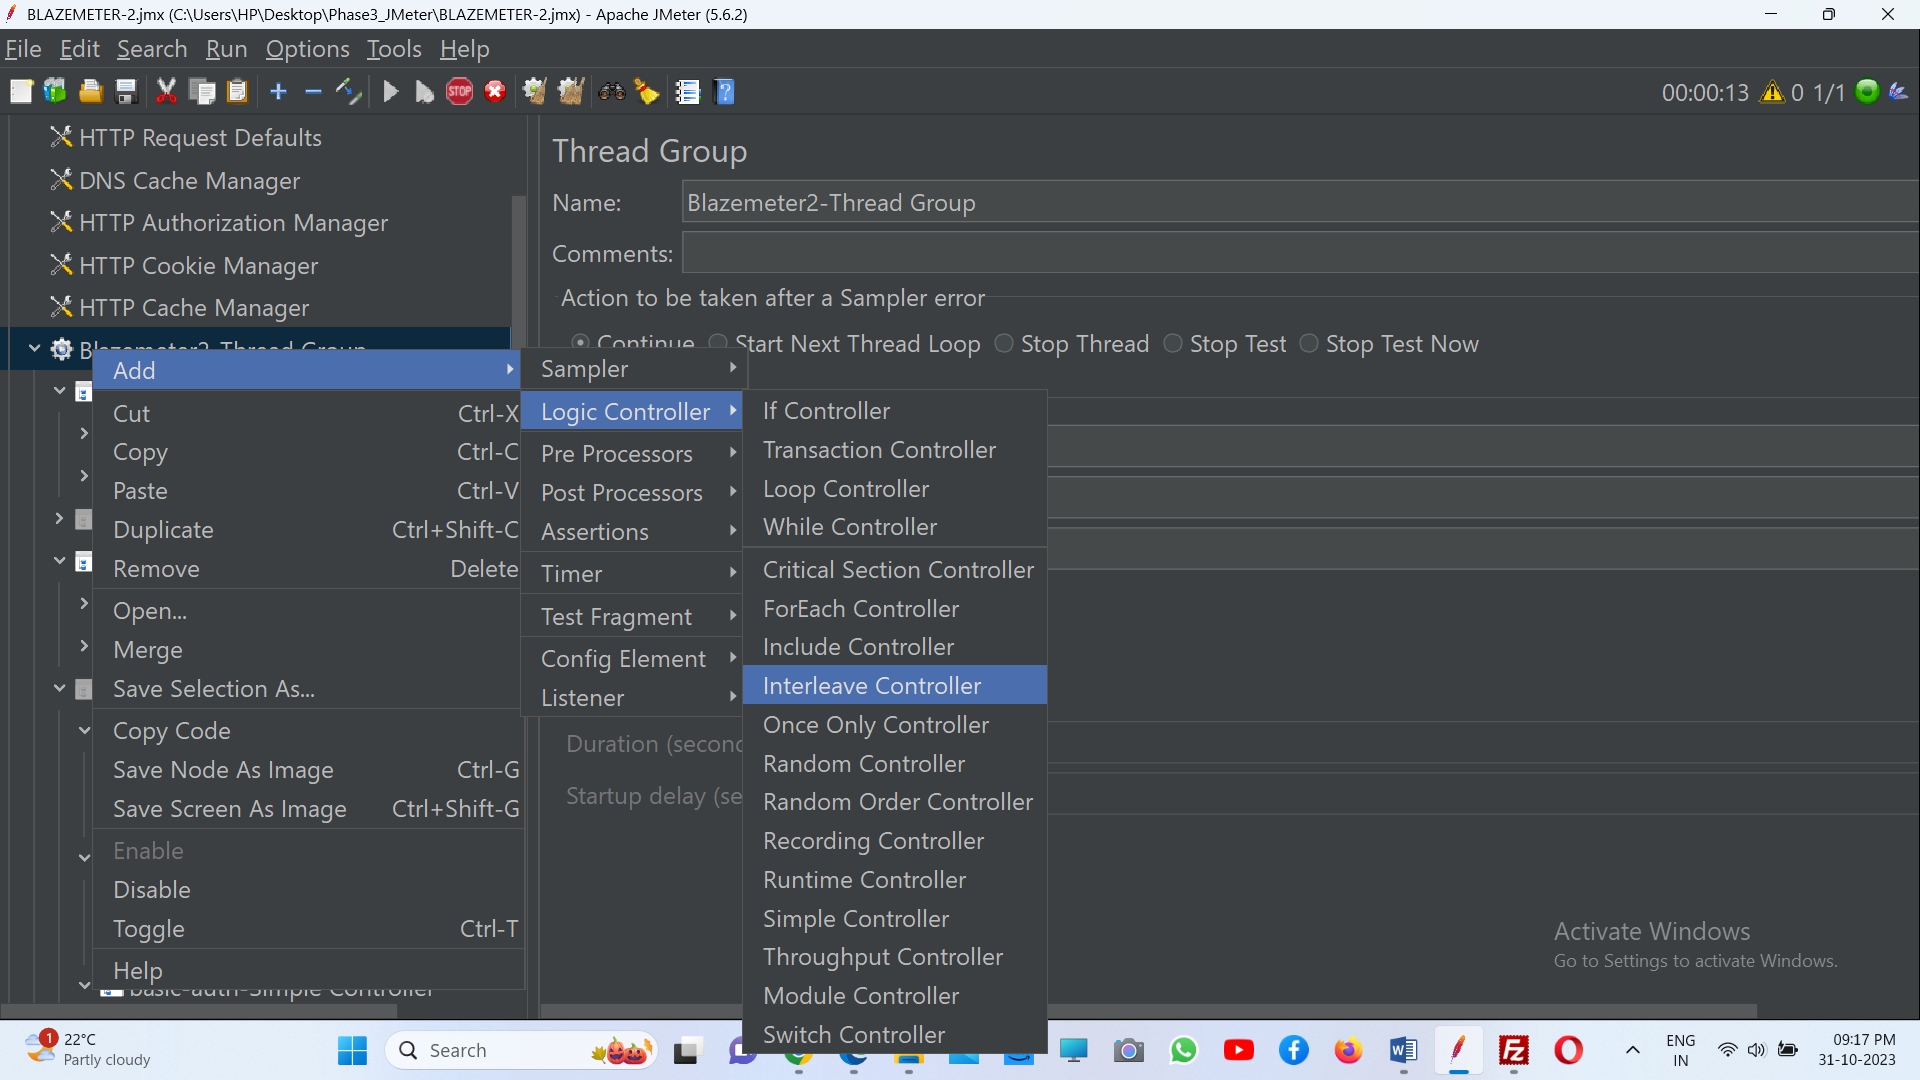 BLAZEMETER-2.jmx (C:\Users\HP\Desktop\Phase3_JMeter\BLAZEMETER-2.jmx) - Apache JMeter (5.6.2)
File Edit Search Run Options Tools Help
STOP
00:00:13 0 1/1
HTTP Request Defaults
DNS Cache Manager
HTTP Authorization Manager
HTTP Cookie Manager
HTTP Cache Manager
Blazemeter2-Thread Group
Thread Group
Name: Blazemeter2-Thread Group
Comments:
Action to be taken after a Sampler error
Continue Start Next Thread Loop Stop Thread Stop Test Stop Test Now
Add
Cut Ctrl-X
Copy Ctrl-C
Paste Ctrl-V
Duplicate Ctrl+Shift-C
Remove Delete
Open...
Merge
Save Selection As...
Copy Code
Save Node As Image Ctrl-G
Save Screen As Image Ctrl+Shift-G
Enable
Disable
Toggle Ctrl-T
Help
basic-auth-Simple Controller
Sampler
Logic Controller
Pre Processors
Post Processors
Assertions
Timer
Test Fragment
Config Element
Listener
Duration (second
Startup delay (se
If Controller
Transaction Controller
Loop Controller
While Controller
Critical Section Controller
ForEach Controller
Include Controller
Interleave Controller
Once Only Controller
Random Controller
Random Order Controller
Recording Controller
Runtime Controller
Simple Controller
Throughput Controller
Module Controller
Switch Controller
Activate Windows
Go to Settings to activate Windows.
1
22°C
Partly cloudy
Search
ENG
IN
09:17 PM
31-10-2023